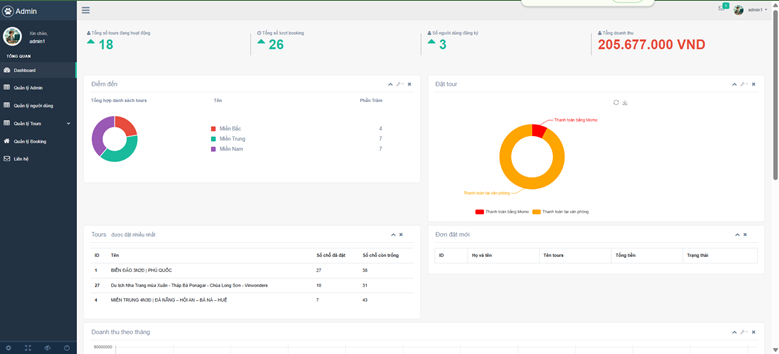 Admin
Xin chào,
admin1
TỔNG QUAN
Dashboard
Quản lý Admin
Quản lý người dùng
Quản lý Tours
Quản lý Booking
Liên hệ
admin1
Tổng số tours đang hoạt động
18
Tổng số lượt booking
26
Số người dùng đăng ký
3
Tổng doanh thu
205.677.000 VND
Điểm đến
Tổng hợp danh sách tours
Tên
Phần Trăm
Miền Bắc 4
Miền Trung 7
Miền Nam 7
Đặt tour
Thanh toán bằng Momo
Thanh toán tại văn phòng
Thanh toán bằng Momo
Thanh toán tại văn phòng
Tours được đặt nhiều nhất
ID Tên Số chỗ đã đặt Số chỗ còn trống
1 BIỂN ĐẢO 3N2Đ | PHÚ QUỐC 27 38
27 Du lịch Nha Trang mùa Xuân - Tháp Bà Ponagar - Chùa Long Sơn - Vinwonders 10 31
4 MIỀN TRUNG 4N3Đ | ĐÀ NẴNG – HỘI AN – BÀ NÀ – HUẾ 7 43
Đơn đặt mới
ID Họ và tên Tên tours Tổng tiền Trạng thái
Doanh thu theo tháng
90000000